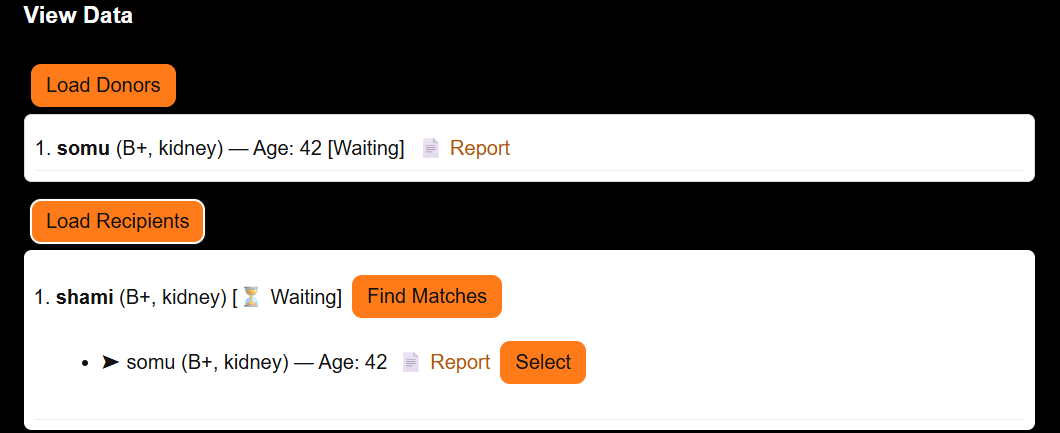 View Data
Load Donors
1. somu (B+, kidney) — Age: 42 [Waiting] 📄 Report
Load Recipients
1. shami (B+, kidney) [⏳ Waiting] Find Matches
• ➤ somu (B+, kidney) — Age: 42 📄 Report Select